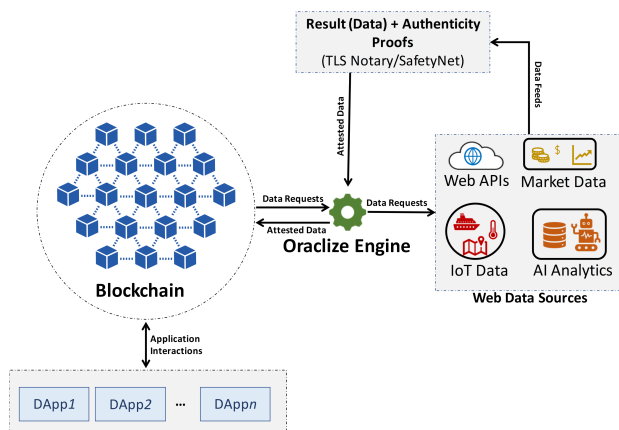 Result (Data) + Authenticity
Proofs
(TLS Notary/SafetyNet)
Attested Data
Data Feeds
$
Web APIs
Market Data
Data Requests
Data Requests
Attested Data
Oraclize Engine
IoT Data
AI Analytics
Web Data Sources
Blockchain
Application
Interactions
DApp1
DApp2
...
DAppn